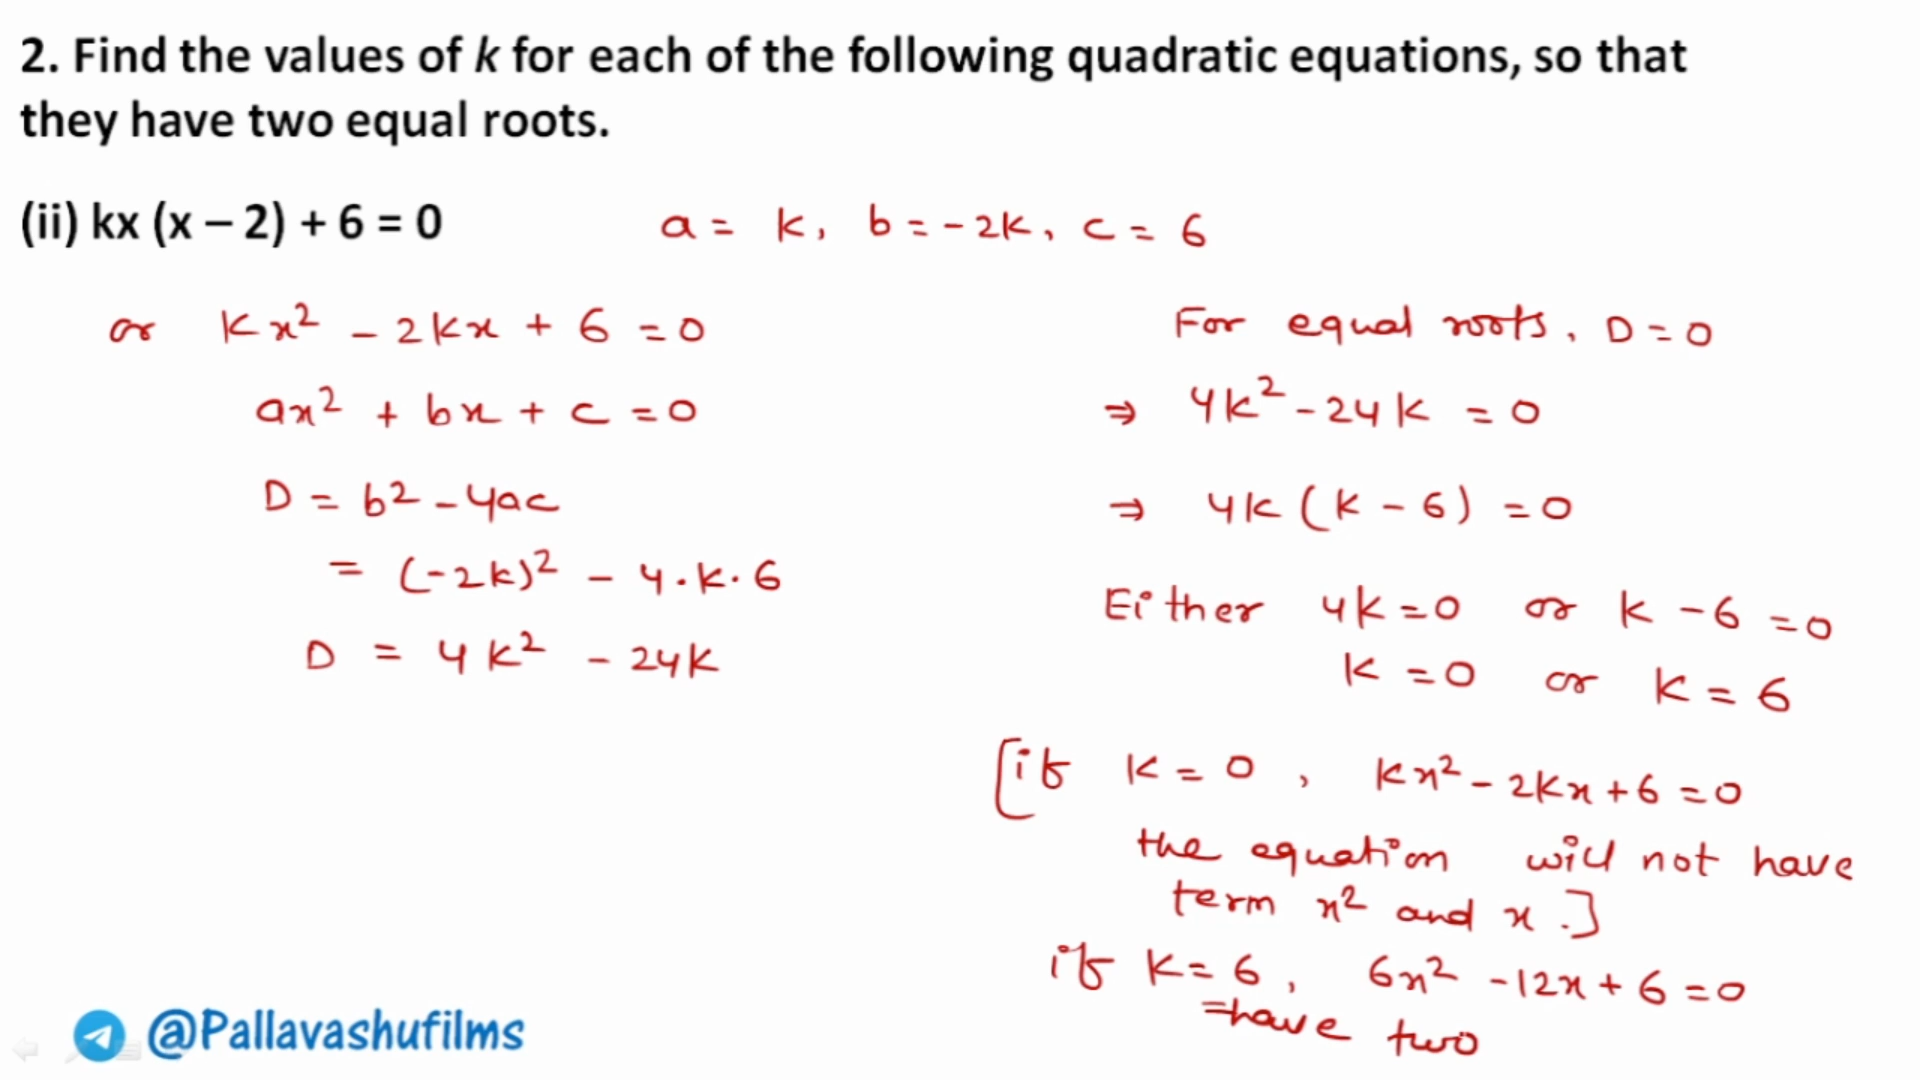 2. Find the values of k for each of the following quadratic equations, so that
they have two equal roots.
(ii) kx (x – 2) + 6 = 0
a = k, b = -2k, c = 6
or kx² - 2kx + 6 = 0
ax² + bx + c = 0
D = b² - 4ac
= (-2k)² - 4·k·6
D = 4k² - 24k
For equal roots, D = 0
⇒ 4k² - 24k = 0
⇒ 4k (k - 6) = 0
Either 4k = 0 or k - 6 = 0
k = 0 or k = 6
[if k = 0, kx² - 2kx + 6 = 0
the equation will not have
term x² and x.]
if k = 6, 6x² - 12x + 6 = 0
have two
@Pallavashufilms